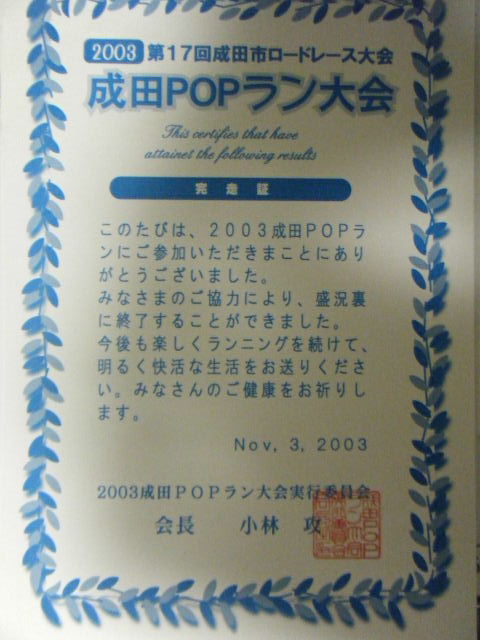 2003 第17回成田市ロードレース大会
成田POPラン大会
This certifies that have
attainet the following results
完走証
このたびは、2003成田POPラ
ンにご参加いただきまことにあり
がとうございました。
みなさまのご協力により、盛況裏
に終了することができました。
今後も楽しくランニングを続けて、
明るく快活な生活をお送りくださ
い。みなさんのご健康をお祈りし
ます。
Nov, 3, 2003
2003成田POPラン大会実行委員会
会長 小林 攻